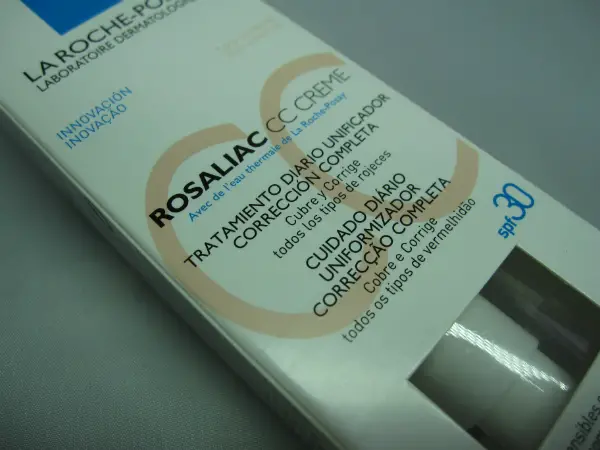 LA ROCHE-POS
LABORATOIRE DERMATOLOGI
INNOVACIÓN
INOVAÇÃO
ROSALIAC CC CREME
Avec de l'eau thermale de La Roche-Posay
TRATAMIENTO DIARIO UNIFICADOR
CORRECCIÓN COMPLETA
Cubre y Corrige
todos los tipos de rojeces
CUIDADO DIÁRIO
UNIFORMIZADOR
CORRECÇÃO COMPLETA
Cobre e Corrige
todos os tipos de vermelhidão
spf 30